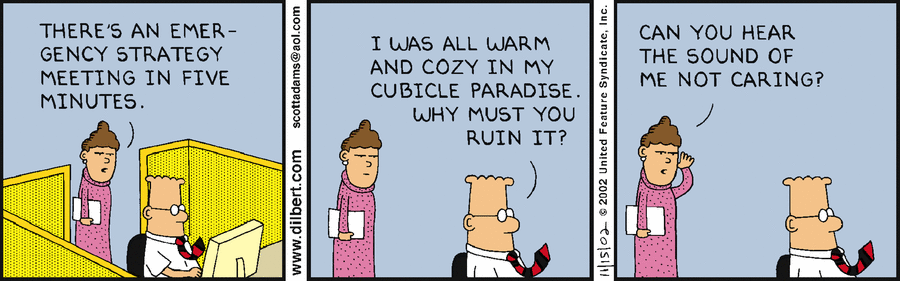 THERE'S AN EMER-
GENCY STRATEGY
MEETING IN FIVE
MINUTES.
www.dilbert.com
scottadams@aol.com
I WAS ALL WARM
AND COZY IN MY
CUBICLE PARADISE.
WHY MUST YOU
RUIN IT?
11/15/02 © 2002 United Feature Syndicate, Inc.
CAN YOU HEAR
THE SOUND OF
ME NOT CARING?